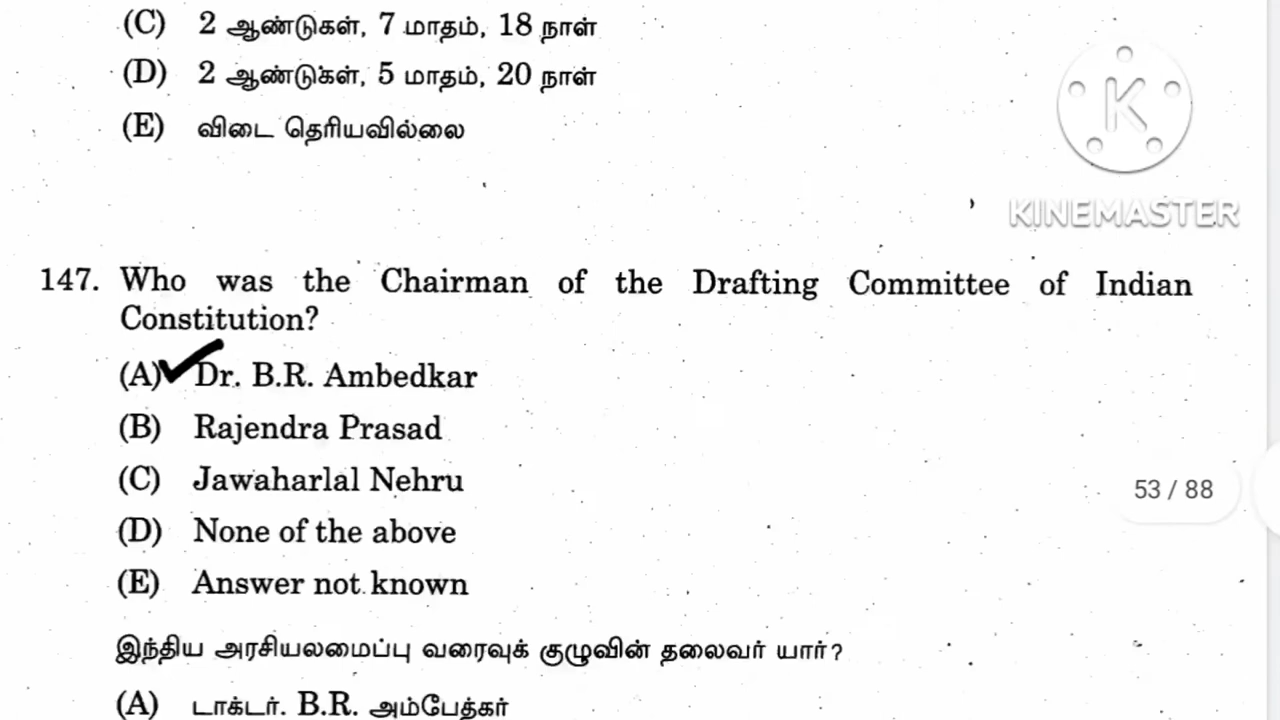 (C) 2 ஆண்டுகள், 7 மாதம், 18 நாள்
(D) 2 ஆண்டுகள், 5 மாதம், 20 நாள்
(E) விடை தெரியவில்லை
K
KINEMASTER
147. Who was the Chairman of the Drafting Committee of Indian
Constitution?
(A) Dr. B.R. Ambedkar
(B) Rajendra Prasad
(C) Jawaharlal Nehru
53 / 88
(D) None of the above
(E) Answer not known
இந்திய அரசியலமைப்பு வரைவுக் குழுவின் தலைவர் யார்?
(A) டாக்டர். B.R. அம்பேத்கர்